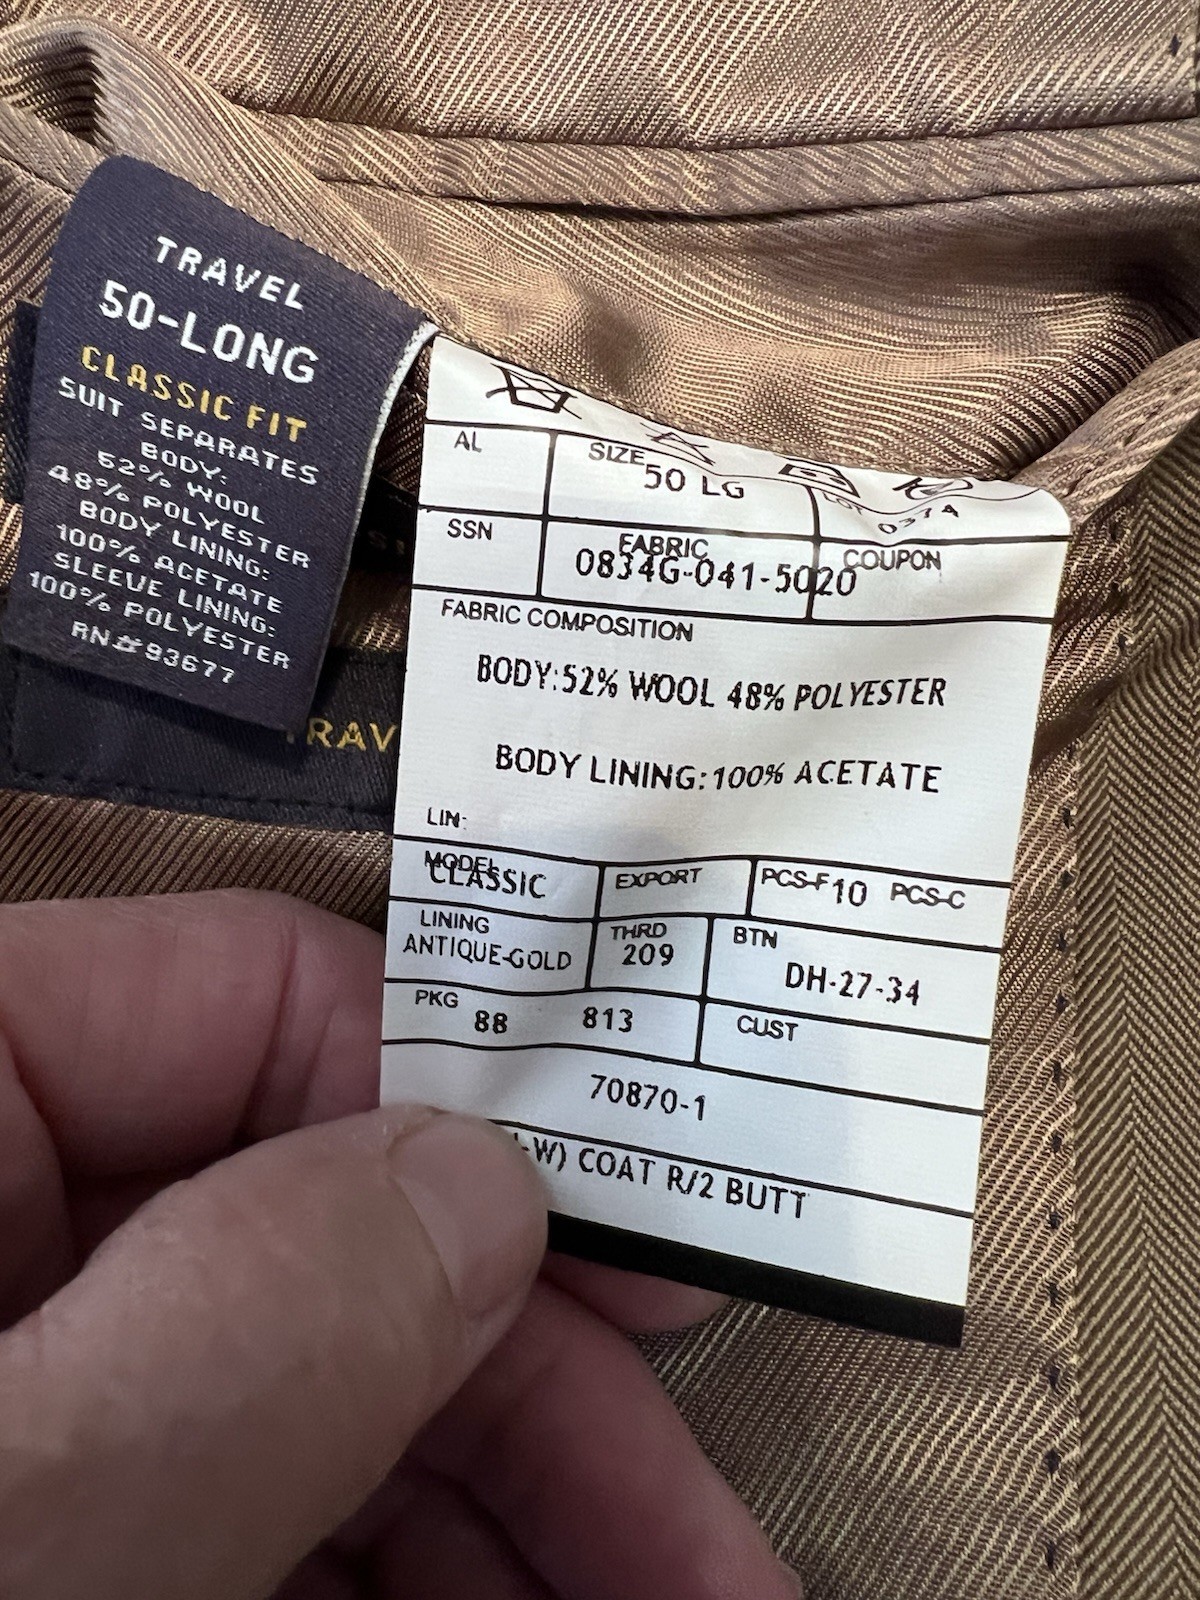 TRAVEL
50-LONG
CLASSIC FIT
SUIT SEPARATES
BODY:
52% WOOL
48% POLYESTER
BODY LINING:
100% ACETATE
SLEEVE LINING:
100% POLYESTER
RN#93677
TRAV
AL
SIZE
50 LG
LOT 037A
SSN
FABRIC
0834G-041-5020
COUPON
FABRIC COMPOSITION
BODY:52% WOOL 48% POLYESTER
BODY LINING:100% ACETATE
LIN:
MODEL
CLASSIC
EXPORT
PCS-F 10 PCS-C
LINING
ANTIQUE-GOLD
THRD
209
BTN
DH-27-34
PKG
88 813
CUST
70870-1
-W) COAT R/2 BUTT